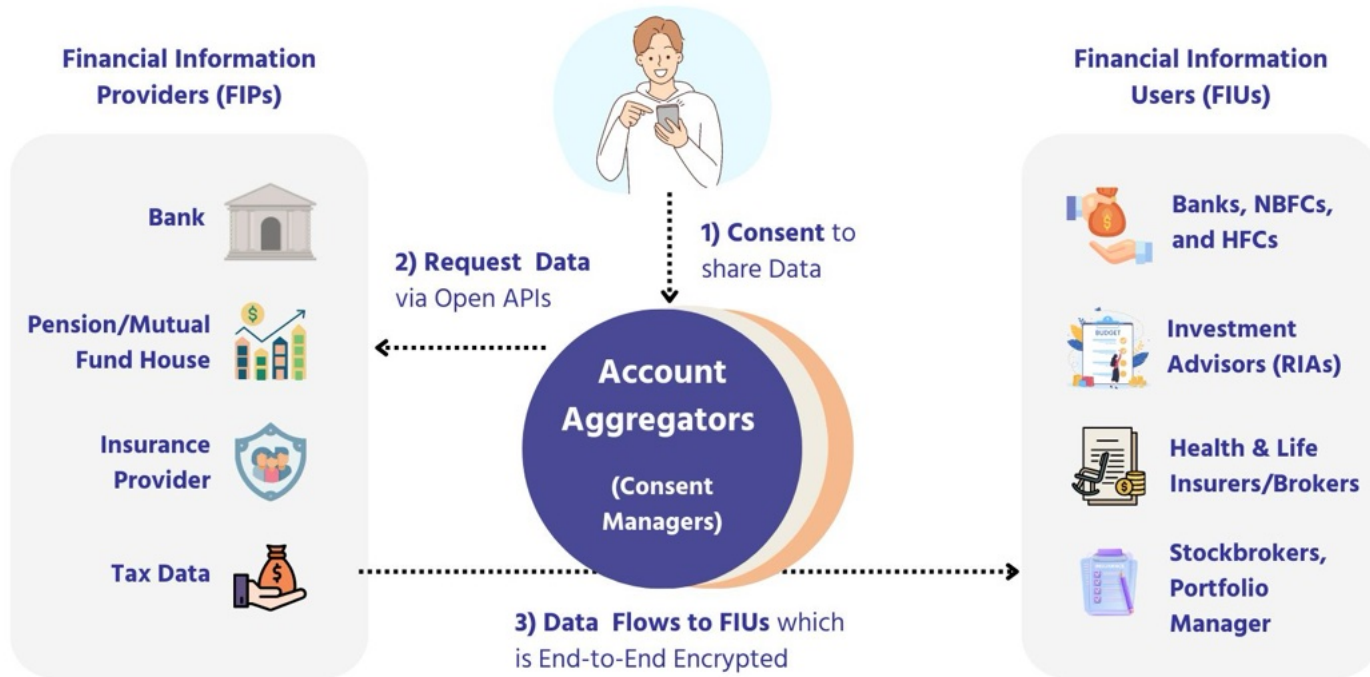 Financial Information
Providers (FIPs)
Bank
Pension/Mutual
Fund House
Insurance
Provider
Tax Data
1) Consent to
share Data
2) Request Data
via Open APIs
Account
Aggregators
(Consent
Managers)
3) Data Flows to FIUs which
is End-to-End Encrypted
Financial Information
Users (FIUs)
Banks, NBFCs,
and HFCs
BUDGET
Investment
Advisors (RIAs)
Health & Life
Insurers/Brokers
Stockbrokers,
Portfolio
Manager